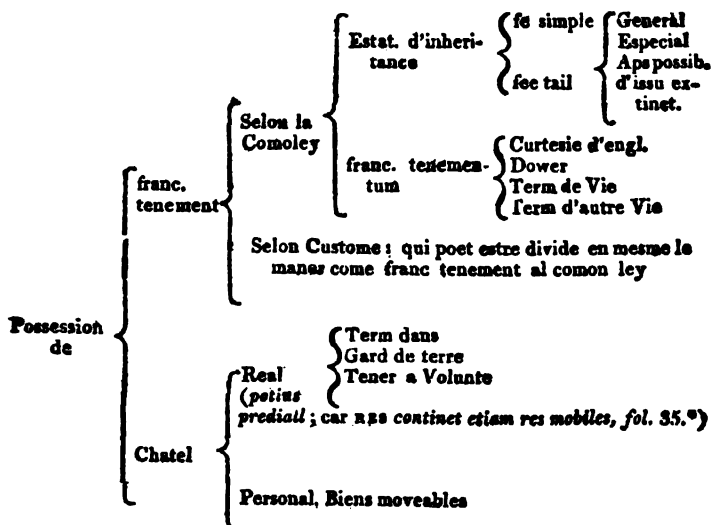 Possession
de
franc.
tenement
Selon la
Comoley
Estat. d'inheri-
tance
fe simple
fee tail
General
Especial
Aps possib.
d'issu ex-
tinct.
franc. tenemen-
tum
Curtesie d'engl.
Dower
Term de Vie
Term d'autre Vie
Selon Custome; qui poet estre divide en mesme le
maner come franc tenement al comon ley
Chatel
Real
(potius
prediall; car RES continet etiam res mobiles, fol. 35.*)
Term dans
Gard de terre
Tener a Volunte
Personal, Biens moveables